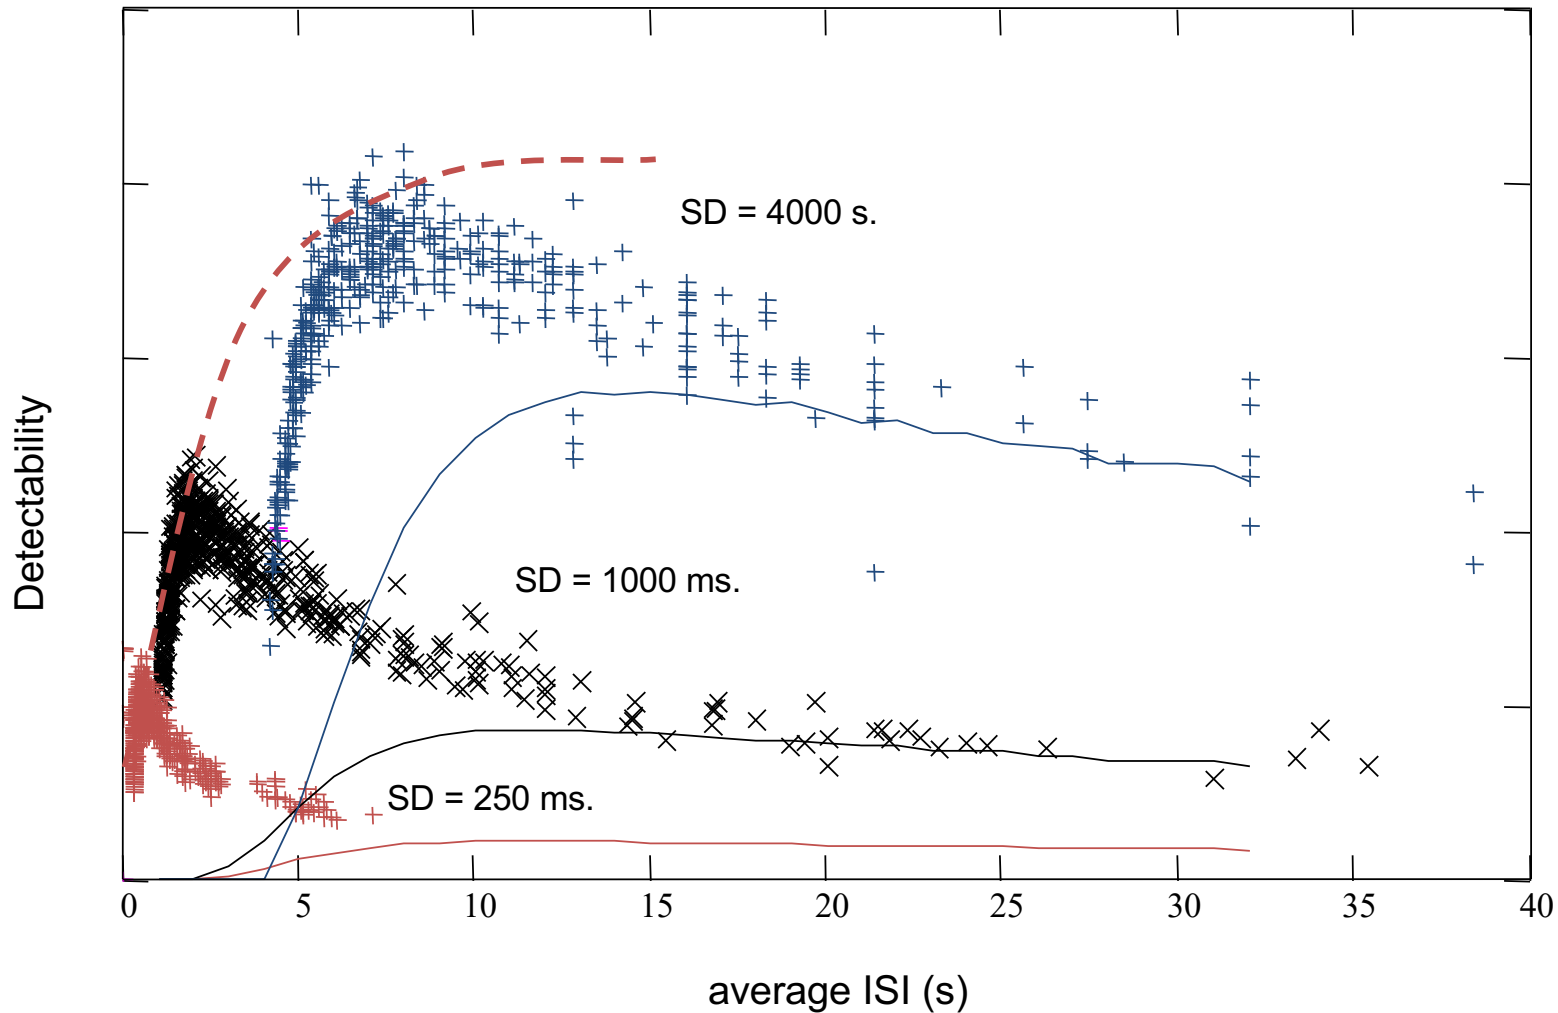 SD = 4000 s.
Detectability
SD = 1000 ms.
SD = 250 ms.
0 5 10 15 20 25 30 35 40
average ISI (s)